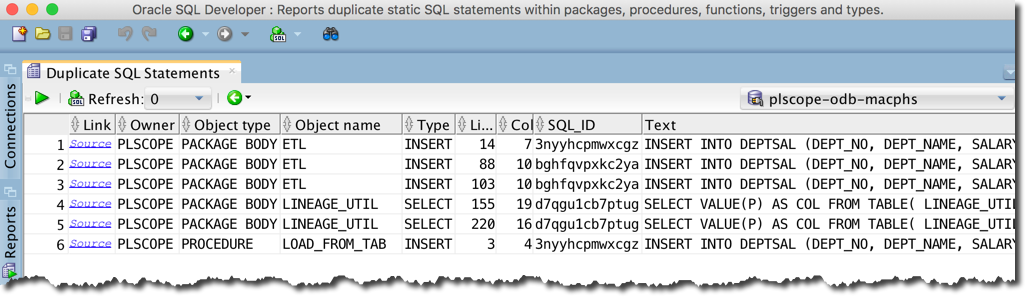 Oracle SQL Developer : Reports duplicate static SQL statements within packages, procedures, functions, triggers and types.
SQL
Duplicate SQL Statements
Refresh: 0 plscope-odb-macphs
Link Owner Object type Object name Type Li... Col SQL_ID Text
1 Source PLSCOPE PACKAGE BODY ETL INSERT 14 7 3nyyhcpmwxcgz INSERT INTO DEPTSAL (DEPT_NO, DEPT_NAME, SALARY
2 Source PLSCOPE PACKAGE BODY ETL INSERT 88 10 bghfqvpxkc2ya INSERT INTO DEPTSAL (DEPT_NO, DEPT_NAME, SALARY
3 Source PLSCOPE PACKAGE BODY ETL INSERT 103 10 bghfqvpxkc2ya INSERT INTO DEPTSAL (DEPT_NO, DEPT_NAME, SALARY
4 Source PLSCOPE PACKAGE BODY LINEAGE_UTIL SELECT 155 19 d7qgu1cb7ptug SELECT VALUE(P) AS COL FROM TABLE( LINEAGE_UTIL
5 Source PLSCOPE PACKAGE BODY LINEAGE_UTIL SELECT 220 16 d7qgu1cb7ptug SELECT VALUE(P) AS COL FROM TABLE( LINEAGE_UTIL
6 Source PLSCOPE PROCEDURE LOAD_FROM_TAB INSERT 3 4 3nyyhcpmwxcgz INSERT INTO DEPTSAL (DEPT_NO, DEPT_NAME, SALARY
Connections
Reports